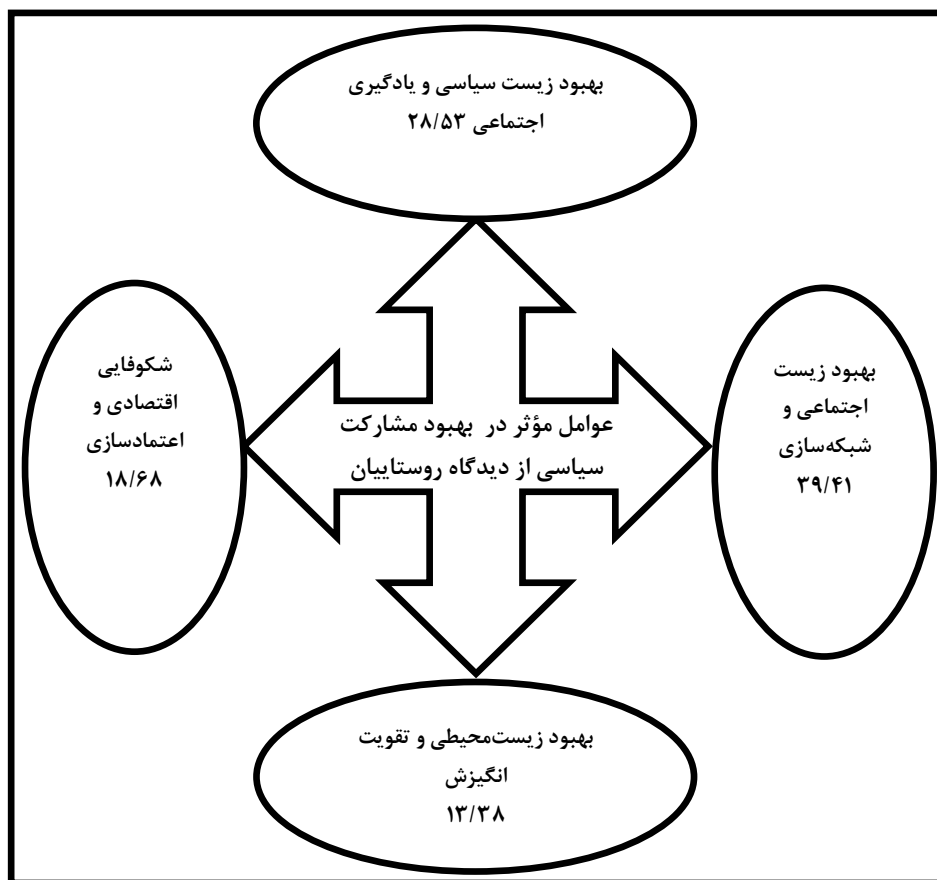 بهبود زیست سیاسی و یادگیری
اجتماعی ۲۸/۵۳
بهبود زیست
اجتماعی و
شبکه‌سازی
۳۹/۴۱
عوامل مؤثر در بهبود مشارکت
سیاسی از دیدگاه روستاییان
شکوفایی
اقتصادی و
اعتمادسازی
۱۸/۶۸
بهبود زیست‌محیطی و تقویت
انگیزش
۱۳/۳۸